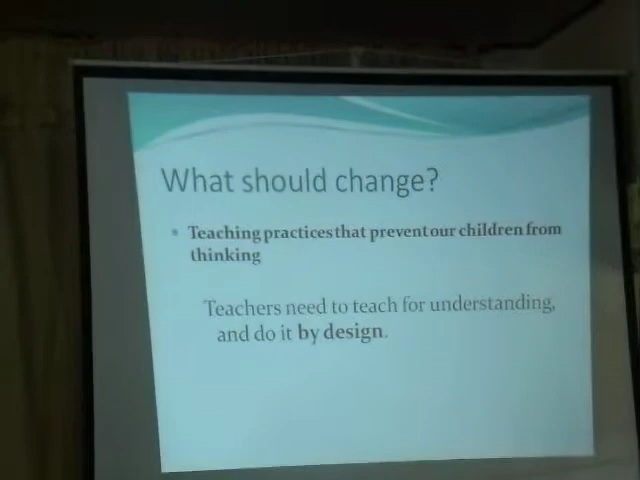 What should change?
• Teaching practices that prevent our children from
thinking
Teachers need to teach for understanding,
and do it by design.